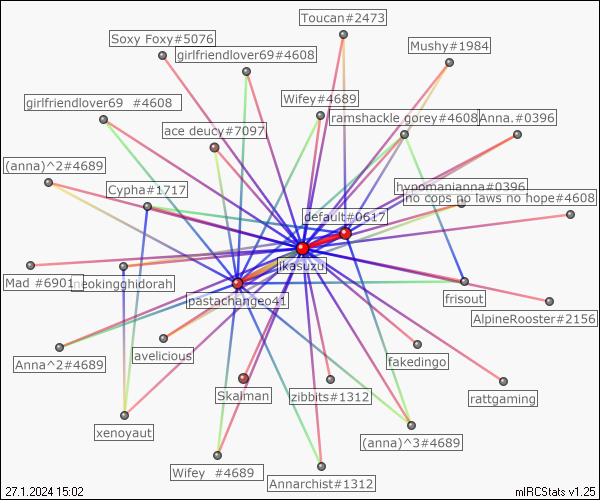 Toucan#2473
Soxy Foxy#5076
Mushy#1984
girlfriendlover69#4608
Wifey#4689
girlfriendlover69 #4608
ramshackle gorey#4608
Anna.#0396
ace deucy#7097
(anna)^2#4689
Cypha#1717
hypomanianna#0396
no cops no laws no hope#4608
default#0617
ikasuzu
Mad #6901
neokingghidorah
pastachangeo41
frisout
AlpineRooster#2156
avelicious
Anna^2#4689
fakedingo
Skalman
zibbits#1312
rattgaming
xenoyaut
(anna)^3#4689
Wifey #4689
Annarchist#1312
27.1.2024 15:02
mIRCStats v1.25